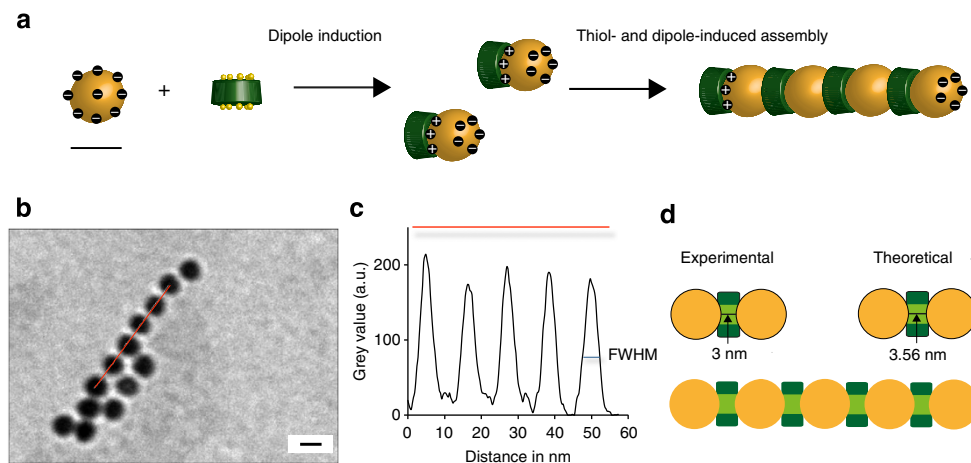 a
Dipole induction
Thiol- and dipole-induced assembly
+
b
c
Grey value (a.u.)
200
100
0
0 10 20 30 40 50 60
Distance in nm
FWHM
d
Experimental
Theoretical
3 nm
3.56 nm